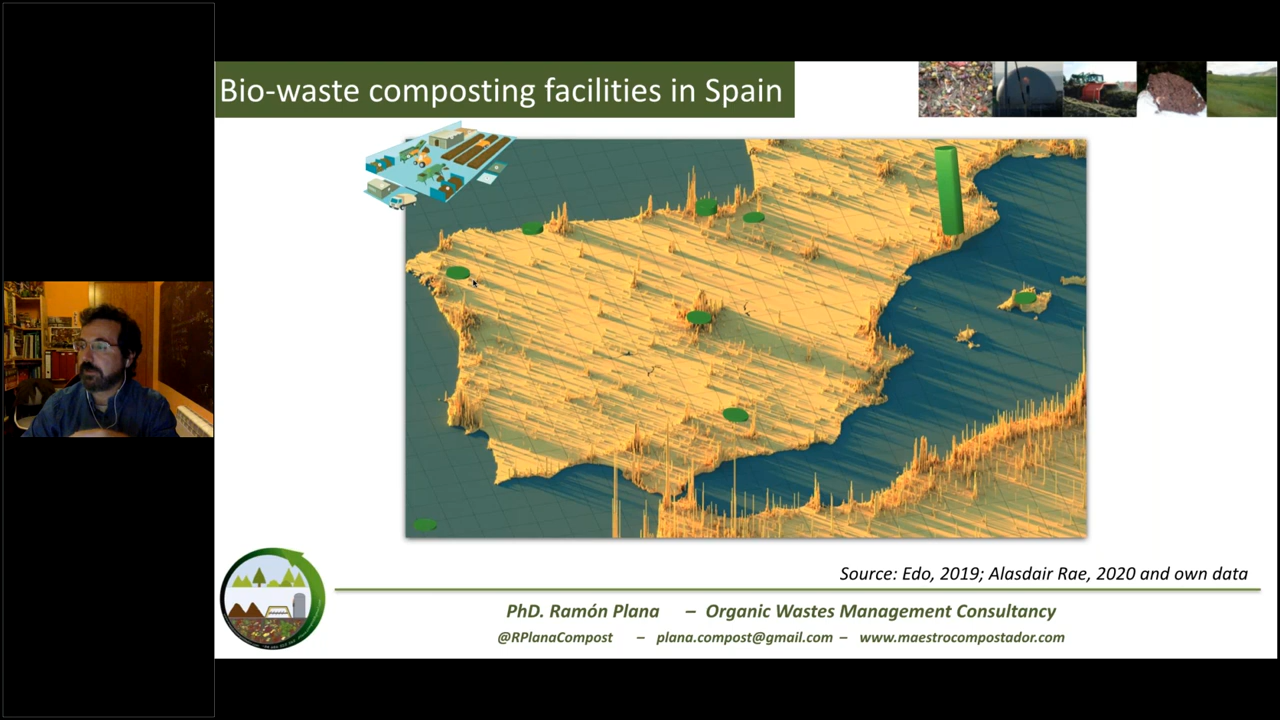 Bio-waste composting facilities in Spain
Source: Edo, 2019; Alasdair Rae, 2020 and own data
PhD. Ramón Plana – Organic Wastes Management Consultancy
@RPlanaCompost – plana.compost@gmail.com – www.maestrocompostador.com